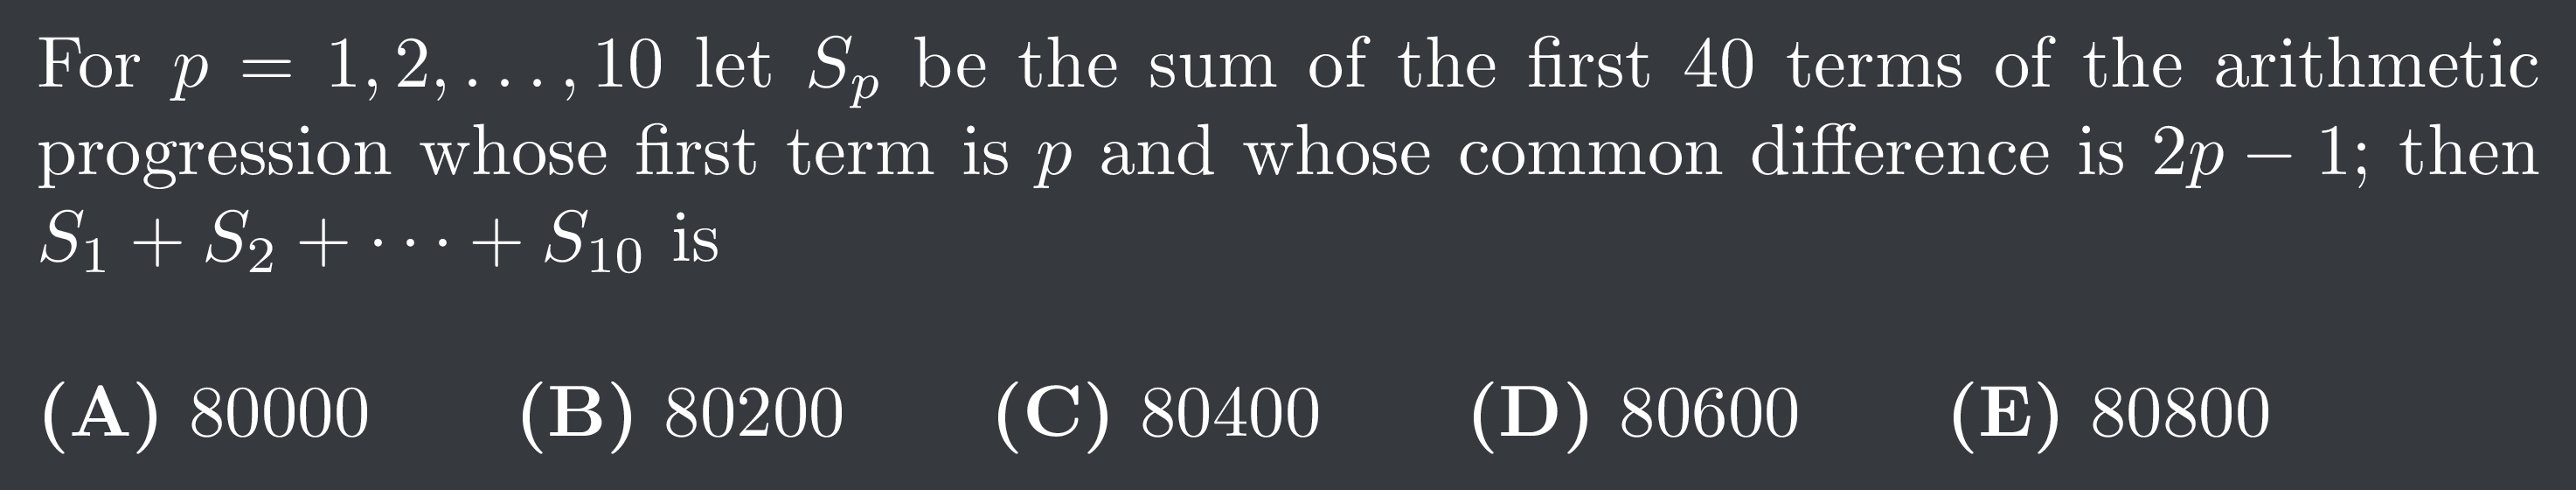 For p = 1, 2, . . . , 10 let S_p be the sum of the first 40 terms of the arithmetic
progression whose first term is p and whose common difference is 2p − 1; then
S_1 + S_2 + · · · + S_10 is
(A) 80000 (B) 80200 (C) 80400 (D) 80600 (E) 80800